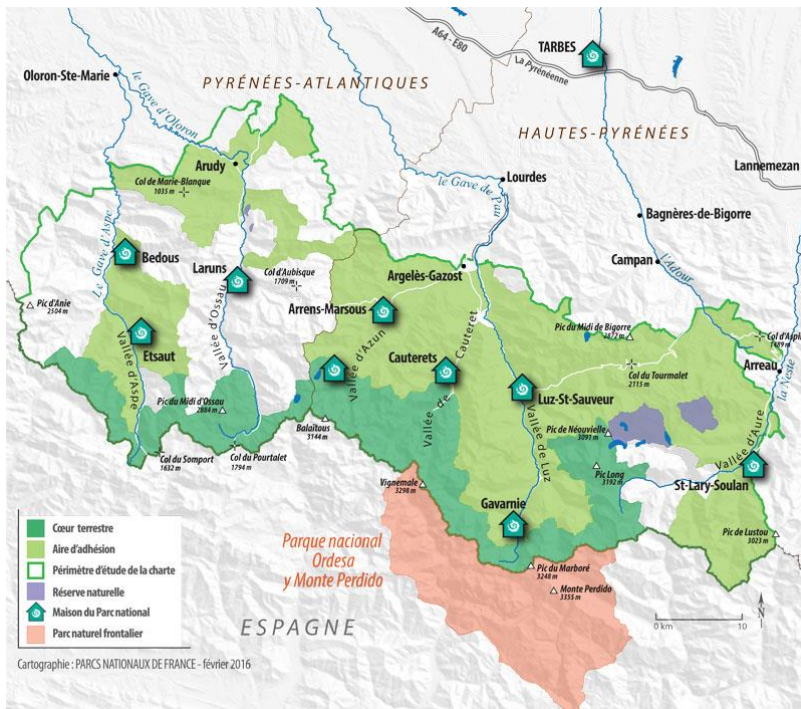 TARBES
A64 - E80
La Pyrénéenne
Oloron-Ste-Marie
le Gave d'Oloron
PYRÉNÉES-ATLANTIQUES
HAUTES-PYRÉNÉES
Lannemezan
Arudy
Col de Marie-Blanque
1035 m
Lourdes
le Gave de Pau
Bagnères-de-Bigorre
Le Gave d'Aspe
Bedous
Laruns
Col d'Aubisque
1709 m
Argelès-Gazost
Campan
l'Adour
Pic d'Anie
2504 m
Vallée d'Ossau
Arrens-Marsous
Pic du Midi de Bigorre
2872 m
Col d'Aspin
1489 m
Etsaut
Vallée d'Aspe
Vallée d'Azun
Cauterets
Vallée de Cauteret
Luz-St-Sauveur
Col du Tourmalet
2115 m
Arreau
la Neste
Pic du Midi d'Ossau
2884 m
Balaïtous
3144 m
Vallée de Luz
Pic de Néouvielle
3091 m
Vallée d'Aure
Col du Somport
1632 m
Col du Pourtalet
1794 m
Pic Long
3192 m
St-Lary-Soulan
Vignemale
3298 m
Gavarnie
Pic de Lustou
3023 m
Parque nacional
Ordesa
y Monte Perdido
Pic du Marboré
3248 m
Monte Perdido
3355 m
Cœur terrestre
Aire d'adhésion
Périmètre d'étude de la charte
Réserve naturelle
Maison du Parc national
Parc naturel frontalier
ESPAGNE
N
0 km 10
Cartographie : PARCS NATIONAUX DE FRANCE - février 2016